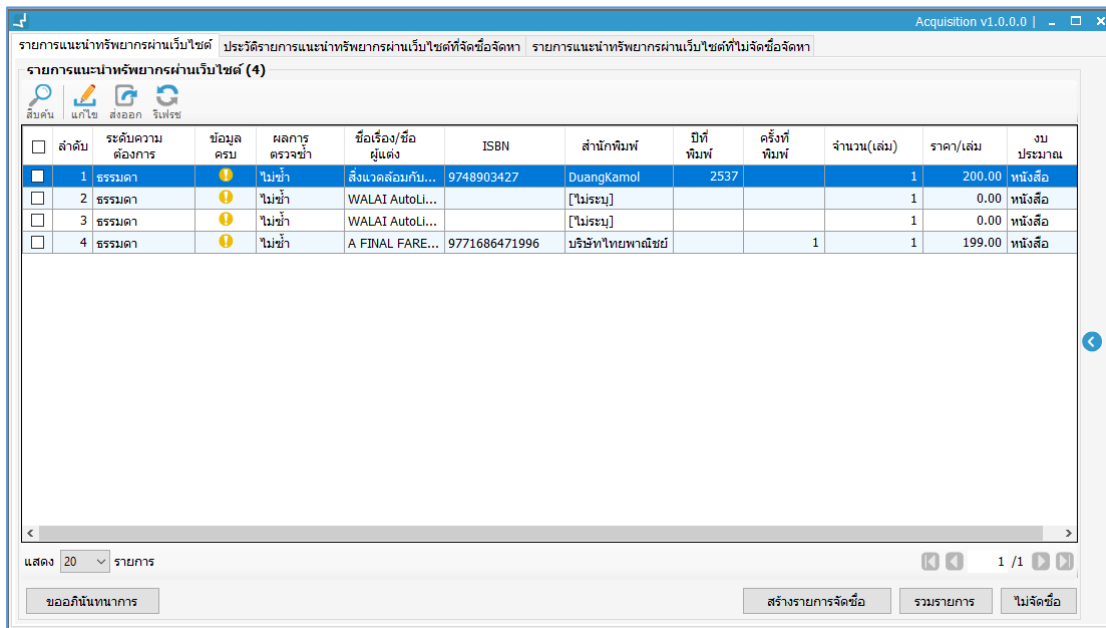 Acquisition v1.0.0.0 |
รายการแนะนำทรัพยากรผ่านเว็บไซต์ ประวัติรายการแนะนำทรัพยากรผ่านเว็บไซต์ที่จัดซื้อจัดหา รายการแนะนำทรัพยากรผ่านเว็บไซต์ที่ไม่จัดซื้อจัดหา
รายการแนะนำทรัพยากรผ่านเว็บไซต์ (4)
สืบค้น แก้ไข ส่งออก รีเฟรช
ลำดับ ระดับความต้องการ ข้อมูลครบ ผลการตรวจซ้ำ ชื่อเรื่อง/ชื่อผู้แต่ง ISBN สำนักพิมพ์ ปีที่พิมพ์ ครั้งที่พิมพ์ จำนวน(เล่ม) ราคา/เล่ม งบประมาณ
1 ธรรมดา ไม่ซ้ำ สิ่งแวดล้อมกับ... 9748903427 DuangKamol 2537 1 200.00 หนังสือ
2 ธรรมดา ไม่ซ้ำ WALAI AutoLi... [ไม่ระบุ] 1 0.00 หนังสือ
3 ธรรมดา ไม่ซ้ำ WALAI AutoLi... [ไม่ระบุ] 1 0.00 หนังสือ
4 ธรรมดา ไม่ซ้ำ A FINAL FARE... 9771686471996 บริษัทไทยพาณิชย์ 1 1 199.00 หนังสือ
แสดง 20 รายการ 1 /1
ขออภินันทนาการ สร้างรายการจัดซื้อ รวมรายการ ไม่จัดซื้อ